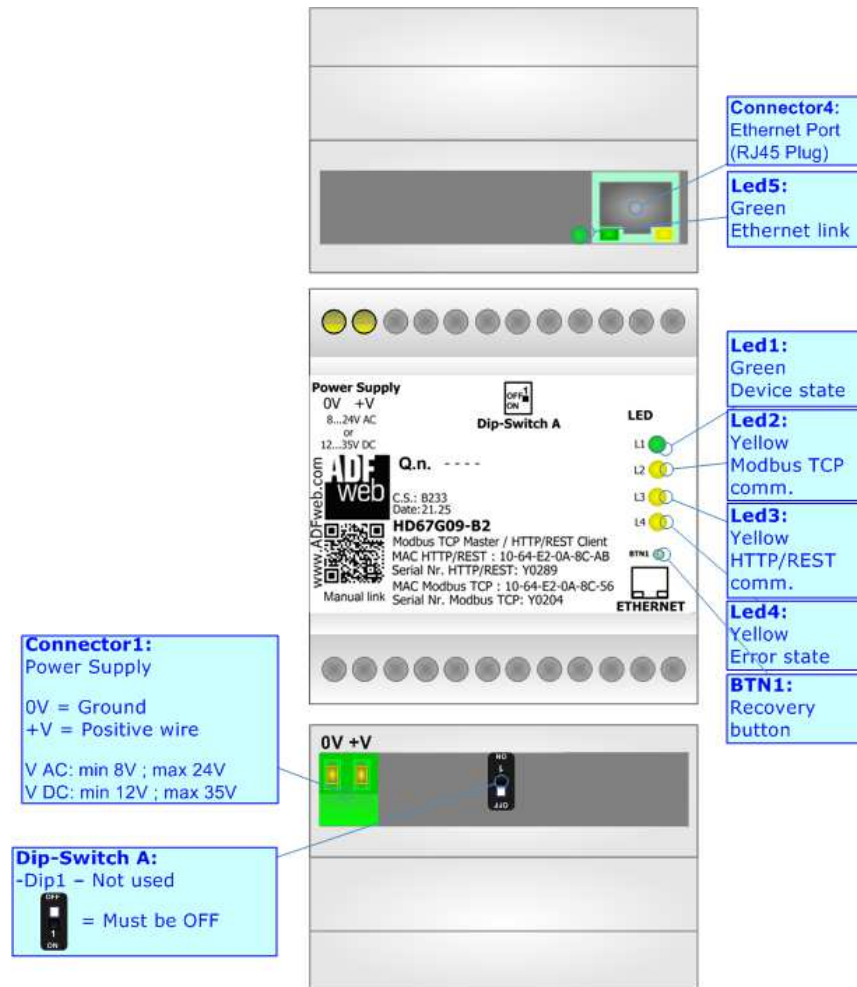 Connector4:
Ethernet Port
(RJ45 Plug)
Led5:
Green
Ethernet link
Power Supply
0V +V
8...24V AC
or
12...35V DC
OFF 1
ON
Dip-Switch A
LED
L1
L2
L3
L4
BTN1
ETHERNET
www.ADFweb.com
ADF
web
Q.n. - - - -
C.S.: B233
Date: 21.25
HD67G09-B2
Modbus TCP Master / HTTP/REST Client
MAC HTTP/REST : 10-64-E2-0A-8C-AB
Serial Nr. HTTP/REST: Y0289
MAC Modbus TCP : 10-64-E2-0A-8C-56
Serial Nr. Modbus TCP: Y0204
Manual link
Led1:
Green
Device state
Led2:
Yellow
Modbus TCP
comm.
Led3:
Yellow
HTTP/REST
comm.
Led4:
Yellow
Error state
BTN1:
Recovery
button
Connector1:
Power Supply
0V = Ground
+V = Positive wire
V AC: min 8V ; max 24V
V DC: min 12V ; max 35V
0V +V
ON
1
OFF
Dip-Switch A:
-Dip1 – Not used
OFF
1
ON
= Must be OFF